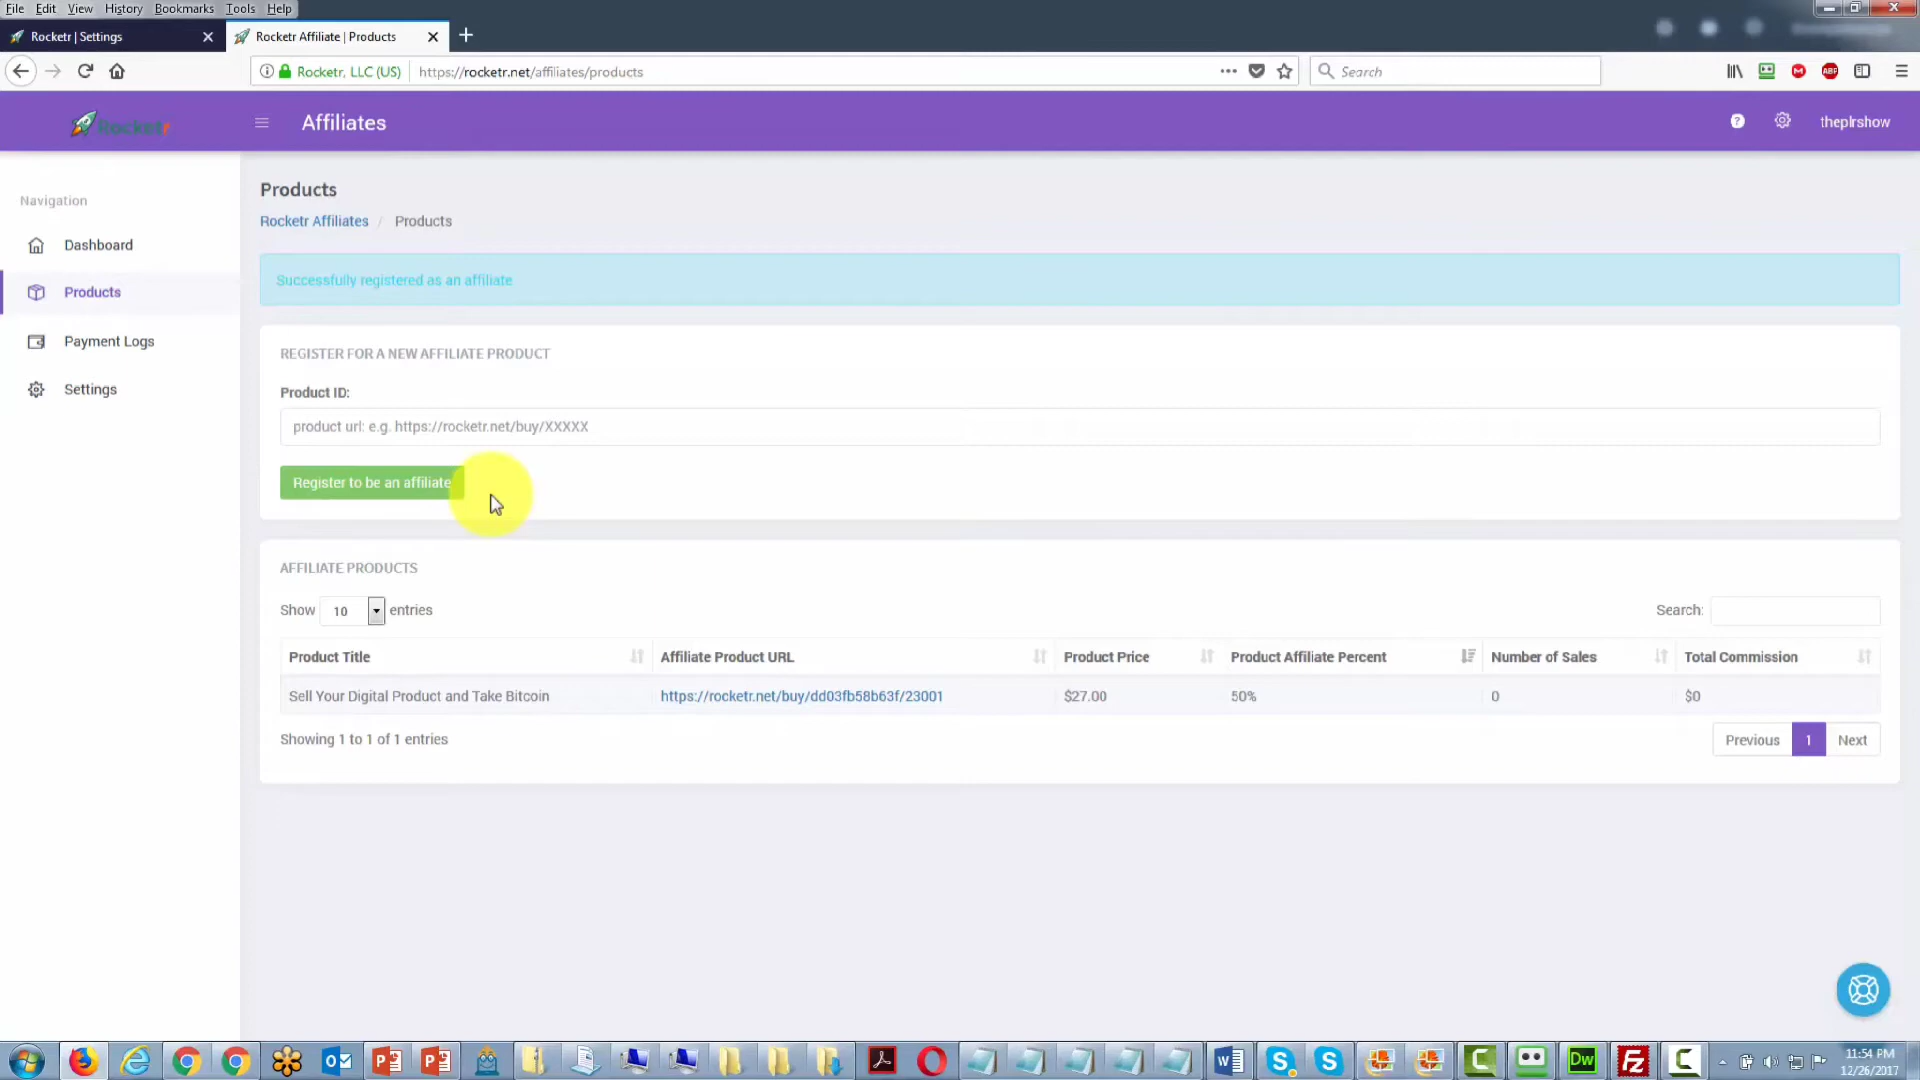 File Edit View History Bookmarks Tools Help
Rocketr | Settings
Rocketr Affiliate | Products
Rocketr, LLC (US) https://rocketr.net/affiliates/products
Search
ABP
Rocketr
Affiliates
? theplrshow
Navigation
Dashboard
Products
Payment Logs
Settings
Products
Rocketr Affiliates / Products
Successfully registered as an affiliate
REGISTER FOR A NEW AFFILIATE PRODUCT
Product ID:
product url: e.g. https://rocketr.net/buy/XXXXX
Register to be an affiliate
AFFILIATE PRODUCTS
Show 10 entries
Search:
Product Title Affiliate Product URL Product Price Product Affiliate Percent Number of Sales Total Commission
Sell Your Digital Product and Take Bitcoin https://rocketr.net/buy/dd03fb58b63f/23001 $27.00 50% 0 $0
Showing 1 to 1 of 1 entries
Previous 1 Next
11:54 PM
12/26/2017